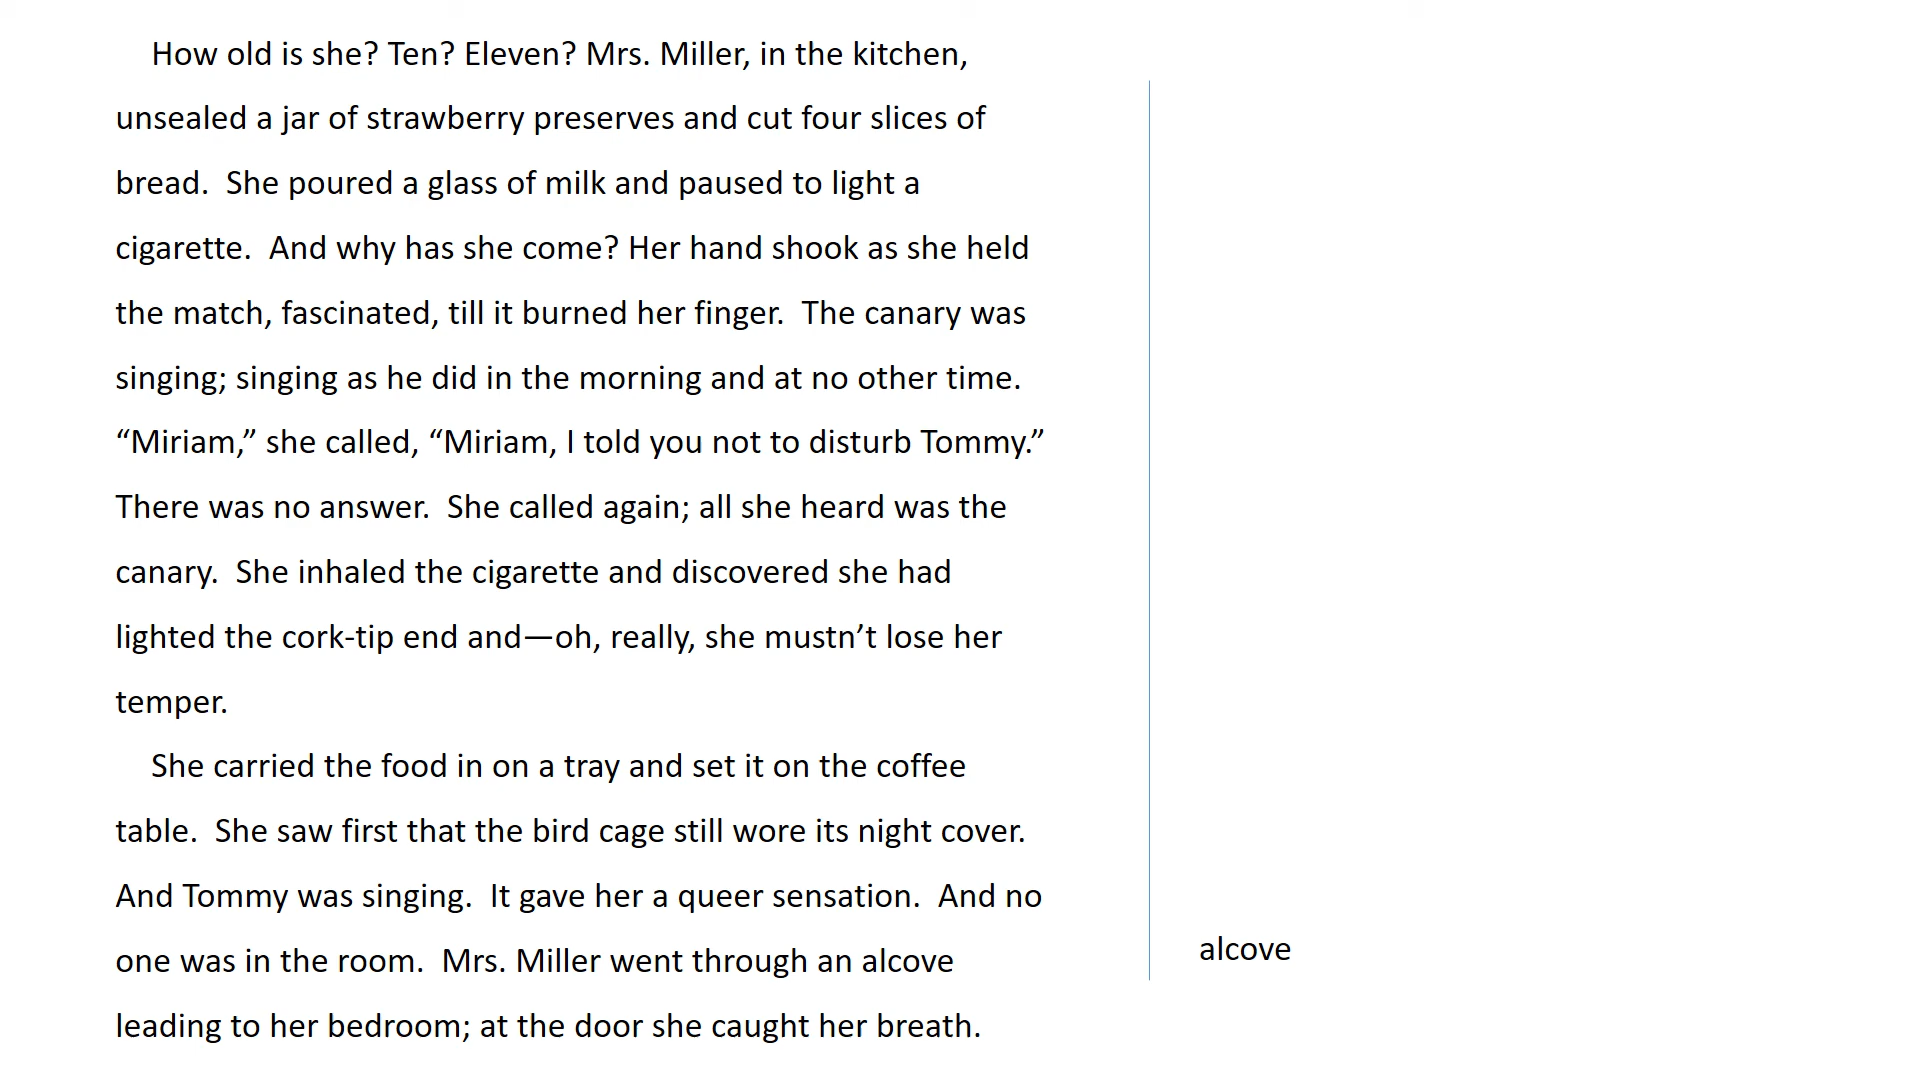 How old is she? Ten? Eleven? Mrs. Miller, in the kitchen,
unsealed a jar of strawberry preserves and cut four slices of
bread.  She poured a glass of milk and paused to light a
cigarette.  And why has she come? Her hand shook as she held
the match, fascinated, till it burned her finger.  The canary was
singing; singing as he did in the morning and at no other time.
“Miriam,” she called, “Miriam, I told you not to disturb Tommy.”
There was no answer.  She called again; all she heard was the
canary.  She inhaled the cigarette and discovered she had
lighted the cork-tip end and—oh, really, she mustn’t lose her
temper.
She carried the food in on a tray and set it on the coffee
table.  She saw first that the bird cage still wore its night cover.
And Tommy was singing.  It gave her a queer sensation.  And no
one was in the room.  Mrs. Miller went through an alcove
leading to her bedroom; at the door she caught her breath.
alcove